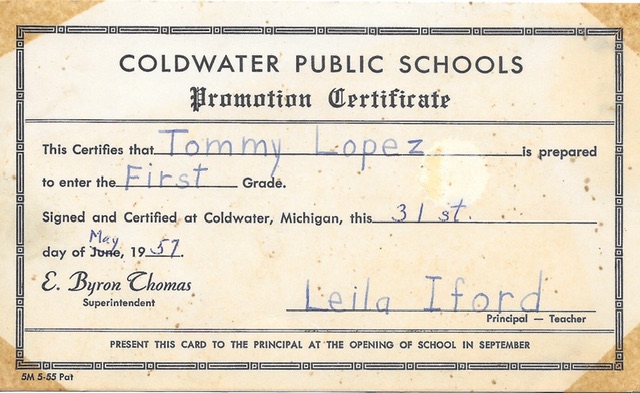 COLDWATER PUBLIC SCHOOLS
Promotion Certificate
This Certifies that Tommy Lopez is prepared
to enter the First Grade.
Signed and Certified at Coldwater, Michigan, this 31st.
May
day of June, 1957.
E. Byron Thomas
Superintendent
Leila Iford
Principal — Teacher
PRESENT THIS CARD TO THE PRINCIPAL AT THE OPENING OF SCHOOL IN SEPTEMBER
5M 5-55 Pat